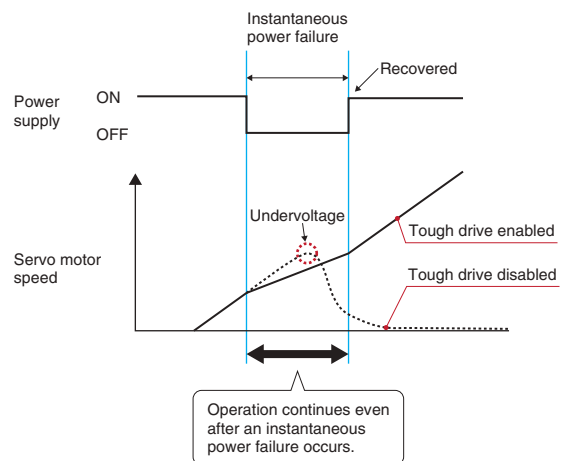 Instantaneous
power failure
Recovered
Power
supply
ON
OFF
Undervoltage
Servo motor
speed
Tough drive enabled
Tough drive disabled
Operation continues even
after an instantaneous
power failure occurs.